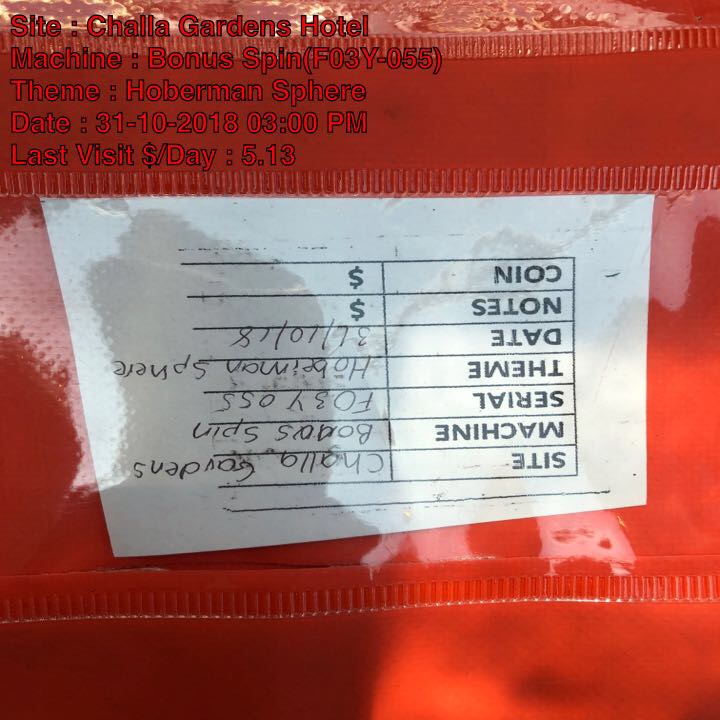 Site : Challa Gardens Hotel
Machine : Bonus Spin(F03Y-055)
Theme : Hoberman Sphere
Date : 31-10-2018 03:00 PM
Last Visit $/Day : 5.13
SITE Challa Gardens
MACHINE Bonus Spin
SERIAL F03Y055
THEME Hoberman Sphere
DATE 31/10/18
NOTES $
COIN $